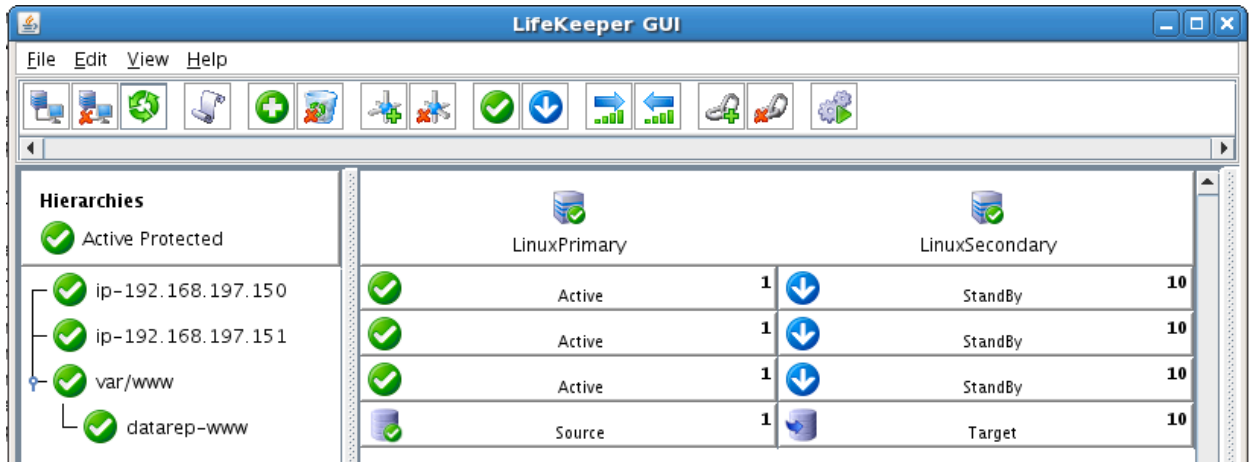 LifeKeeper GUI
File Edit View Help
Hierarchies
Active Protected
LinuxPrimary
LinuxSecondary
ip-192.168.197.150
Active 1
StandBy 10
ip-192.168.197.151
Active 1
StandBy 10
var/www
Active 1
StandBy 10
datarep-www
Source 1
Target 10